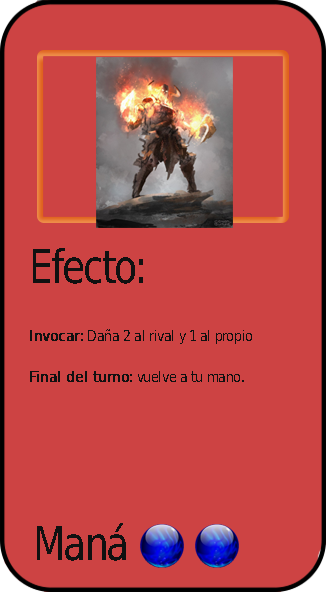 Efecto:
Invocar: Daña 2 al rival y 1 al propio
Final del turno: vuelve a tu mano.
Maná